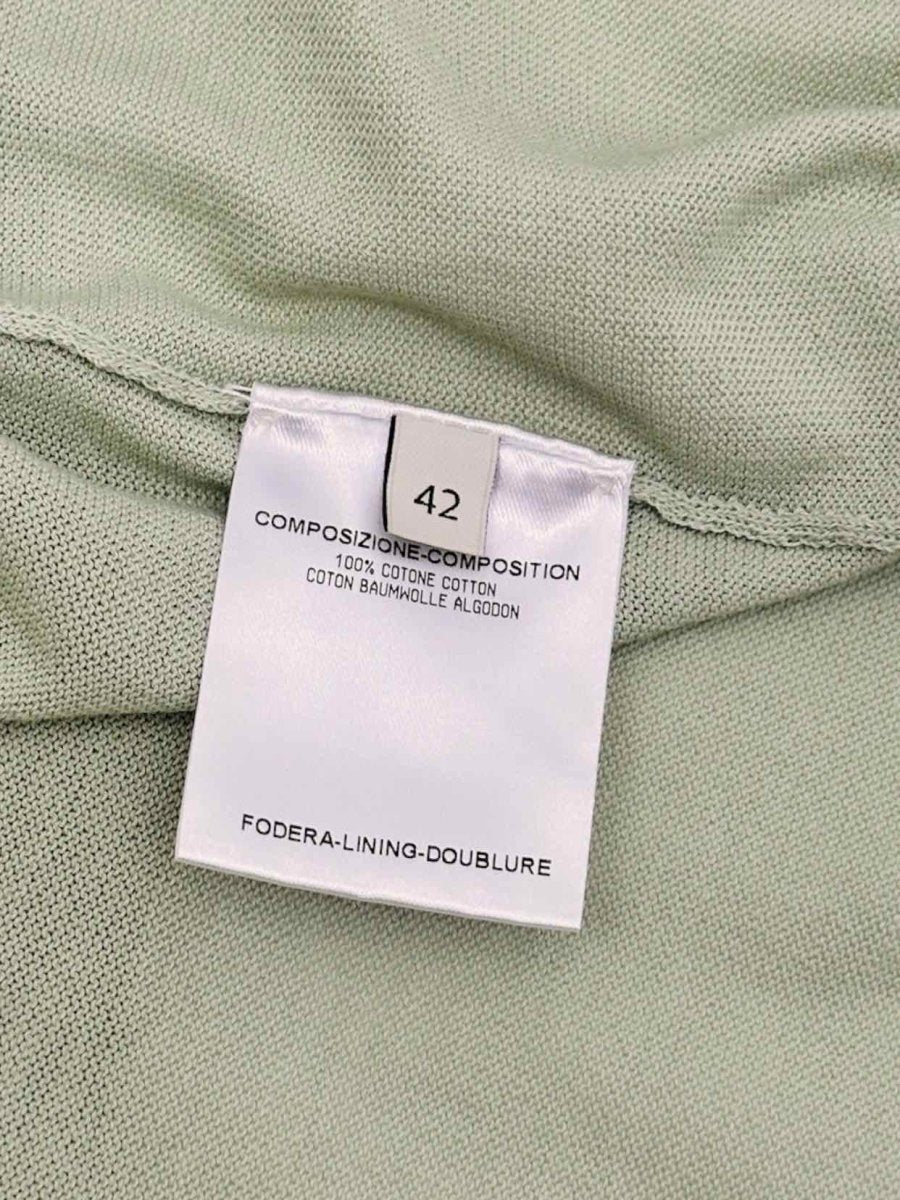 42
COMPOSIZIONE-COMPOSITION
100% COTONE COTTON
COTON BAUMWOLLE ALGODON
FODERA-LINING-DOUBLURE